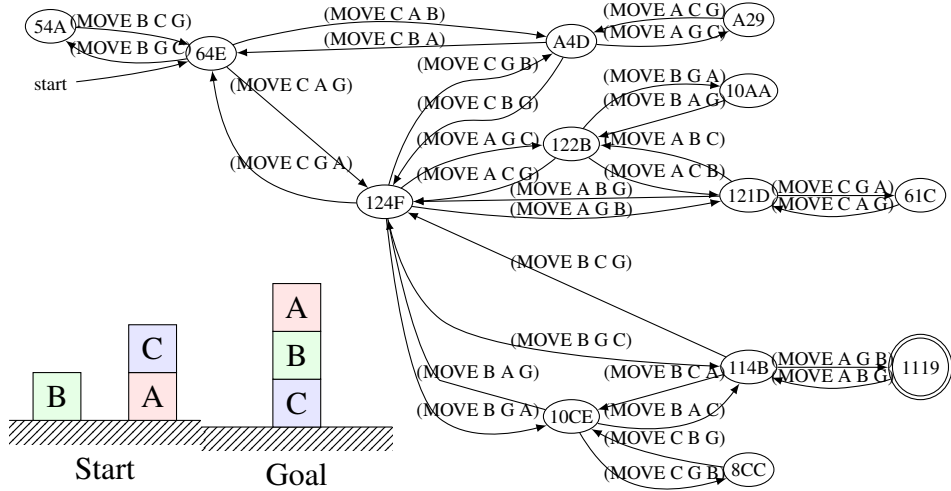 (MOVE C A B)
(MOVE A C G)
A29
54A
(MOVE B C G)
(MOVE C B A)
A4D
(MOVE A G C)
(MOVE B G C)
64E
start
(MOVE C G B)
(MOVE B G A)
(MOVE C A G)
10AA
(MOVE C B G)
(MOVE B A G)
(MOVE A G C)
122B
(MOVE A B C)
(MOVE C G A)
(MOVE A C G)
(MOVE A C B)
(MOVE A B G)
(MOVE C G A)
124F
121D
61C
(MOVE A G B)
(MOVE C A G)
(MOVE B C G)
A
C
(MOVE B G C)
B
(MOVE B A G)
(MOVE B C A)
114B
(MOVE A G B)
1119
(MOVE A B G)
B
A
C
(MOVE B G A)
10CE
(MOVE B A C)
(MOVE C B G)
Start
Goal
(MOVE C G B)
8CC